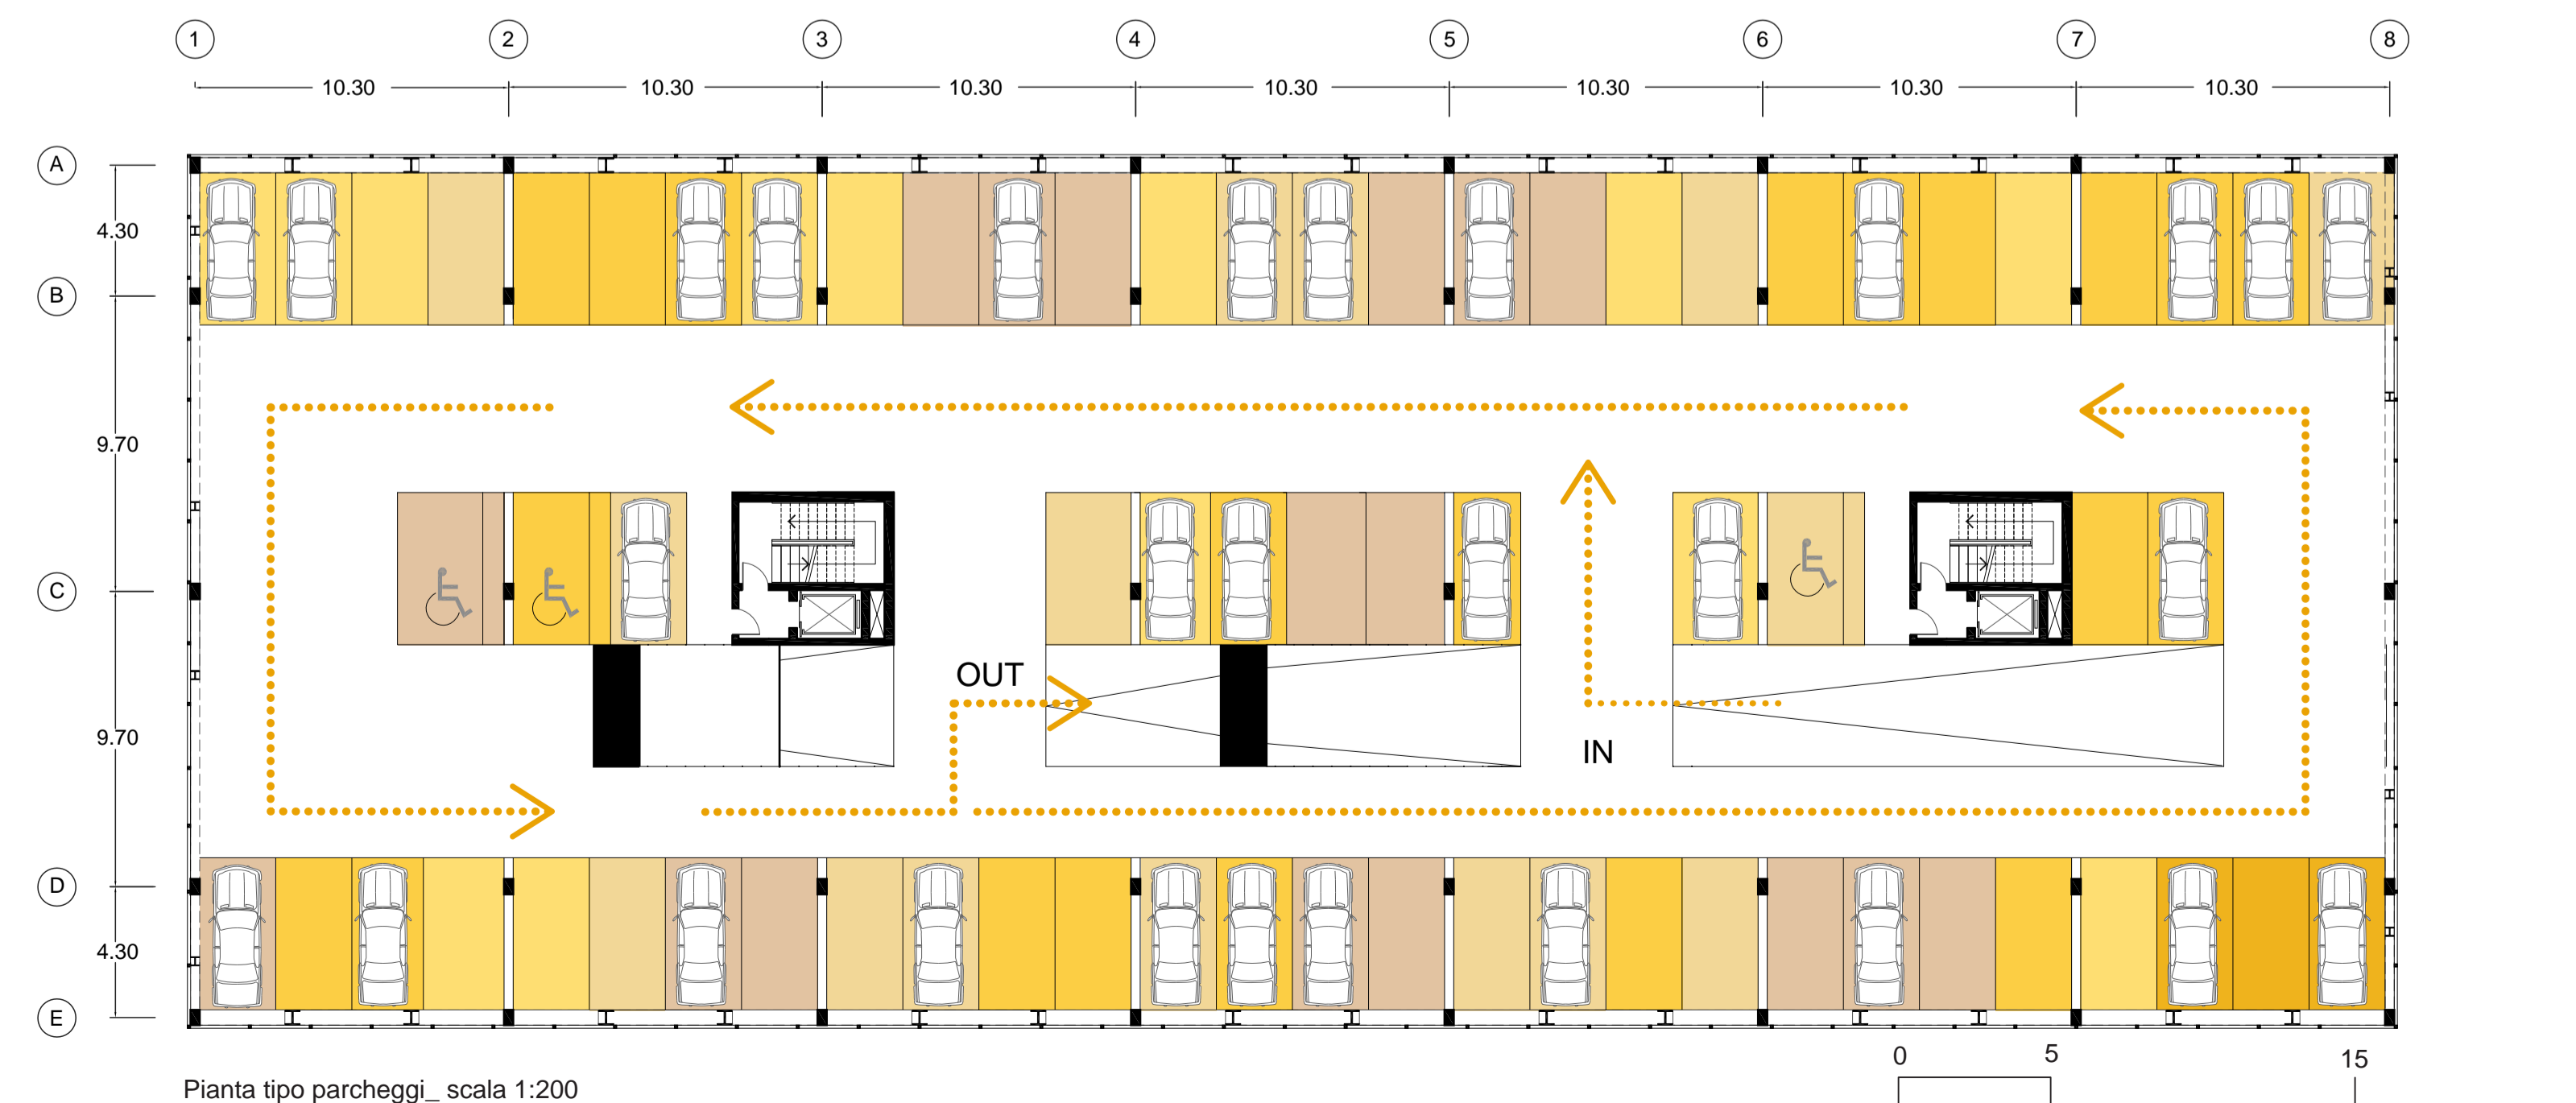 1 2 3 4 5 6 7 8
10.30 10.30 10.30 10.30 10.30 10.30 10.30
A
4.30
B
9.70
C
OUT
9.70
IN
D
4.30
E
0 5 15
Pianta tipo parcheggi_ scala 1:200